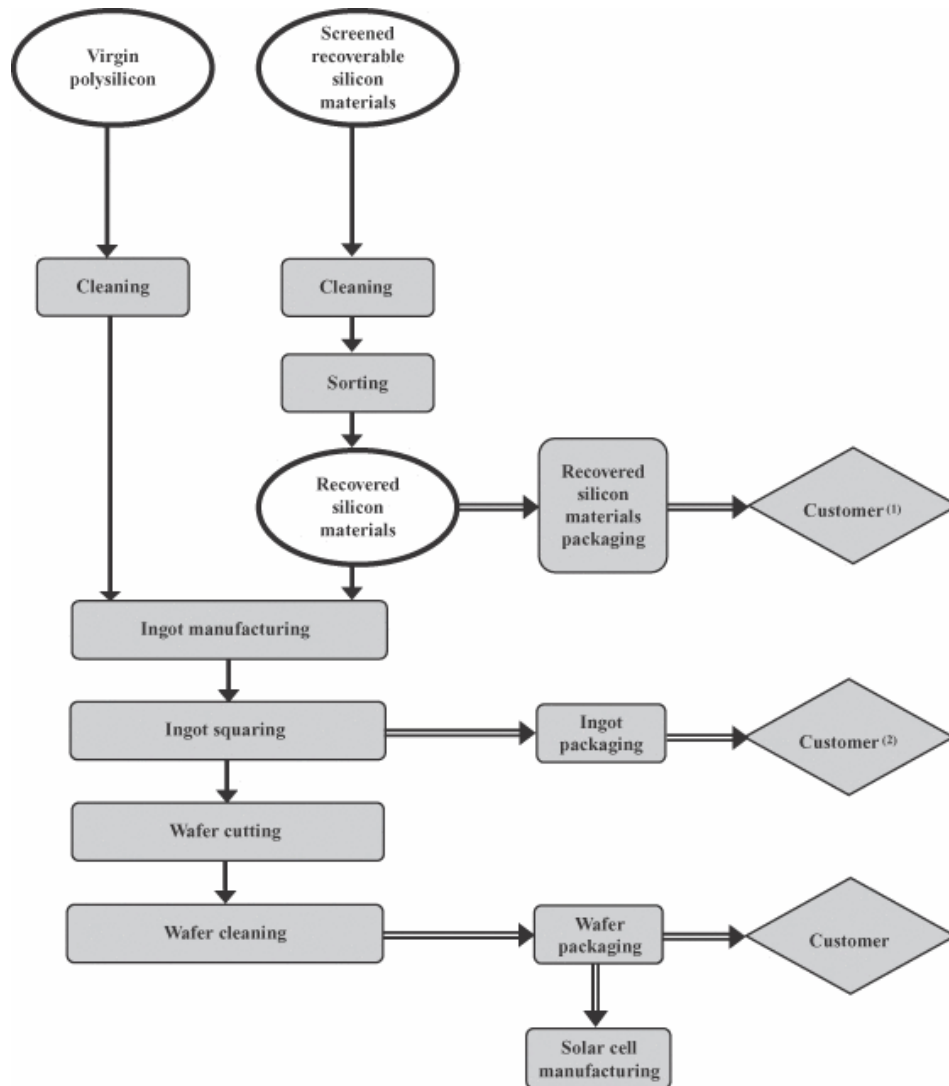 Virgin
polysilicon
Screened
recoverable
silicon
materials
Cleaning
Cleaning
Sorting
Recovered
silicon
materials
Recovered
silicon
materials
packaging
Customer (1)
Ingot manufacturing
Ingot squaring
Ingot
packaging
Customer (2)
Wafer cutting
Wafer cleaning
Wafer
packaging
Customer
Solar cell
manufacturing